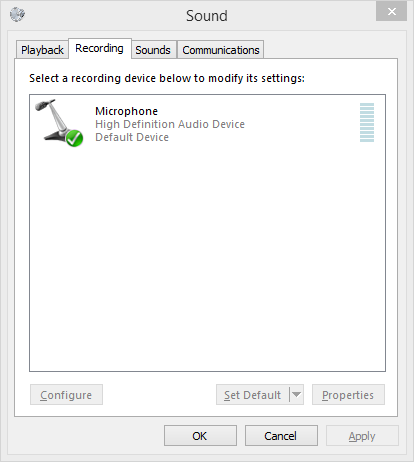 Sound
Playback Recording Sounds Communications
Select a recording device below to modify its settings:
Microphone
High Definition Audio Device
Default Device
Configure Set Default Properties
OK Cancel Apply